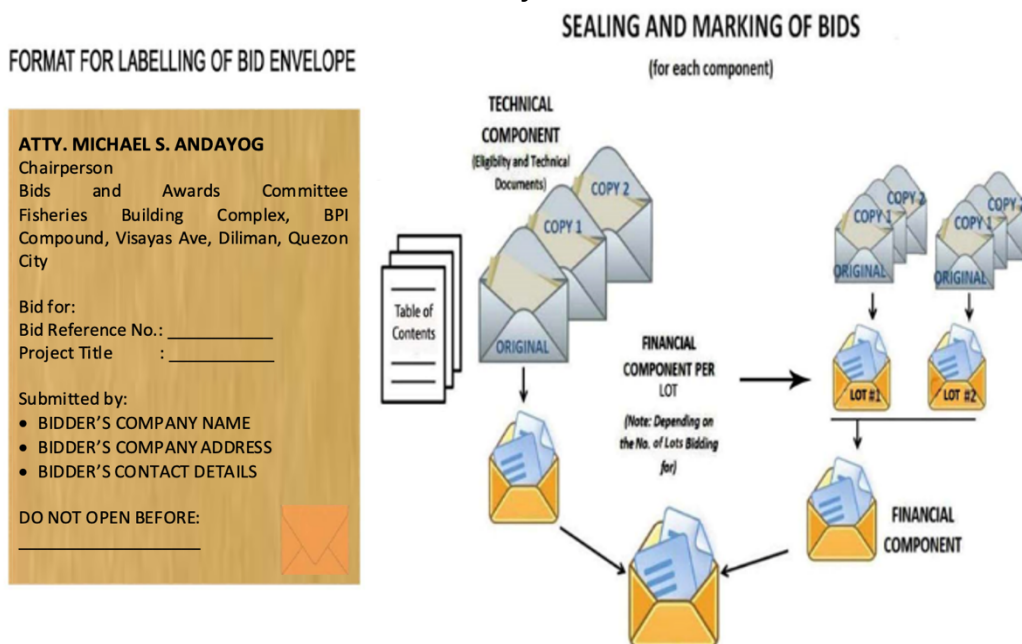 SEALING AND MARKING OF BIDS
(for each component)
FORMAT FOR LABELLING OF BID ENVELOPE
ATTY. MICHAEL S. ANDAYOG
Chairperson
Bids and Awards Committee
Fisheries Building Complex, BPI
Compound, Visayas Ave, Diliman, Quezon
City
Bid for:
Bid Reference No.: ____________
Project Title : ____________
Submitted by:
• BIDDER’S COMPANY NAME
• BIDDER’S COMPANY ADDRESS
• BIDDER’S CONTACT DETAILS
DO NOT OPEN BEFORE:
____________________
TECHNICAL
COMPONENT
(Eligibility and Technical
Documents)
COPY 2
COPY 1
ORIGINAL
Table of
Contents
FINANCIAL
COMPONENT PER
LOT
(Note: Depending on
the No. of Lots Bidding
for)
COPY 2
COPY 1
ORIGINAL
COPY 2
COPY 1
ORIGINAL
LOT #1
LOT #2
FINANCIAL
COMPONENT